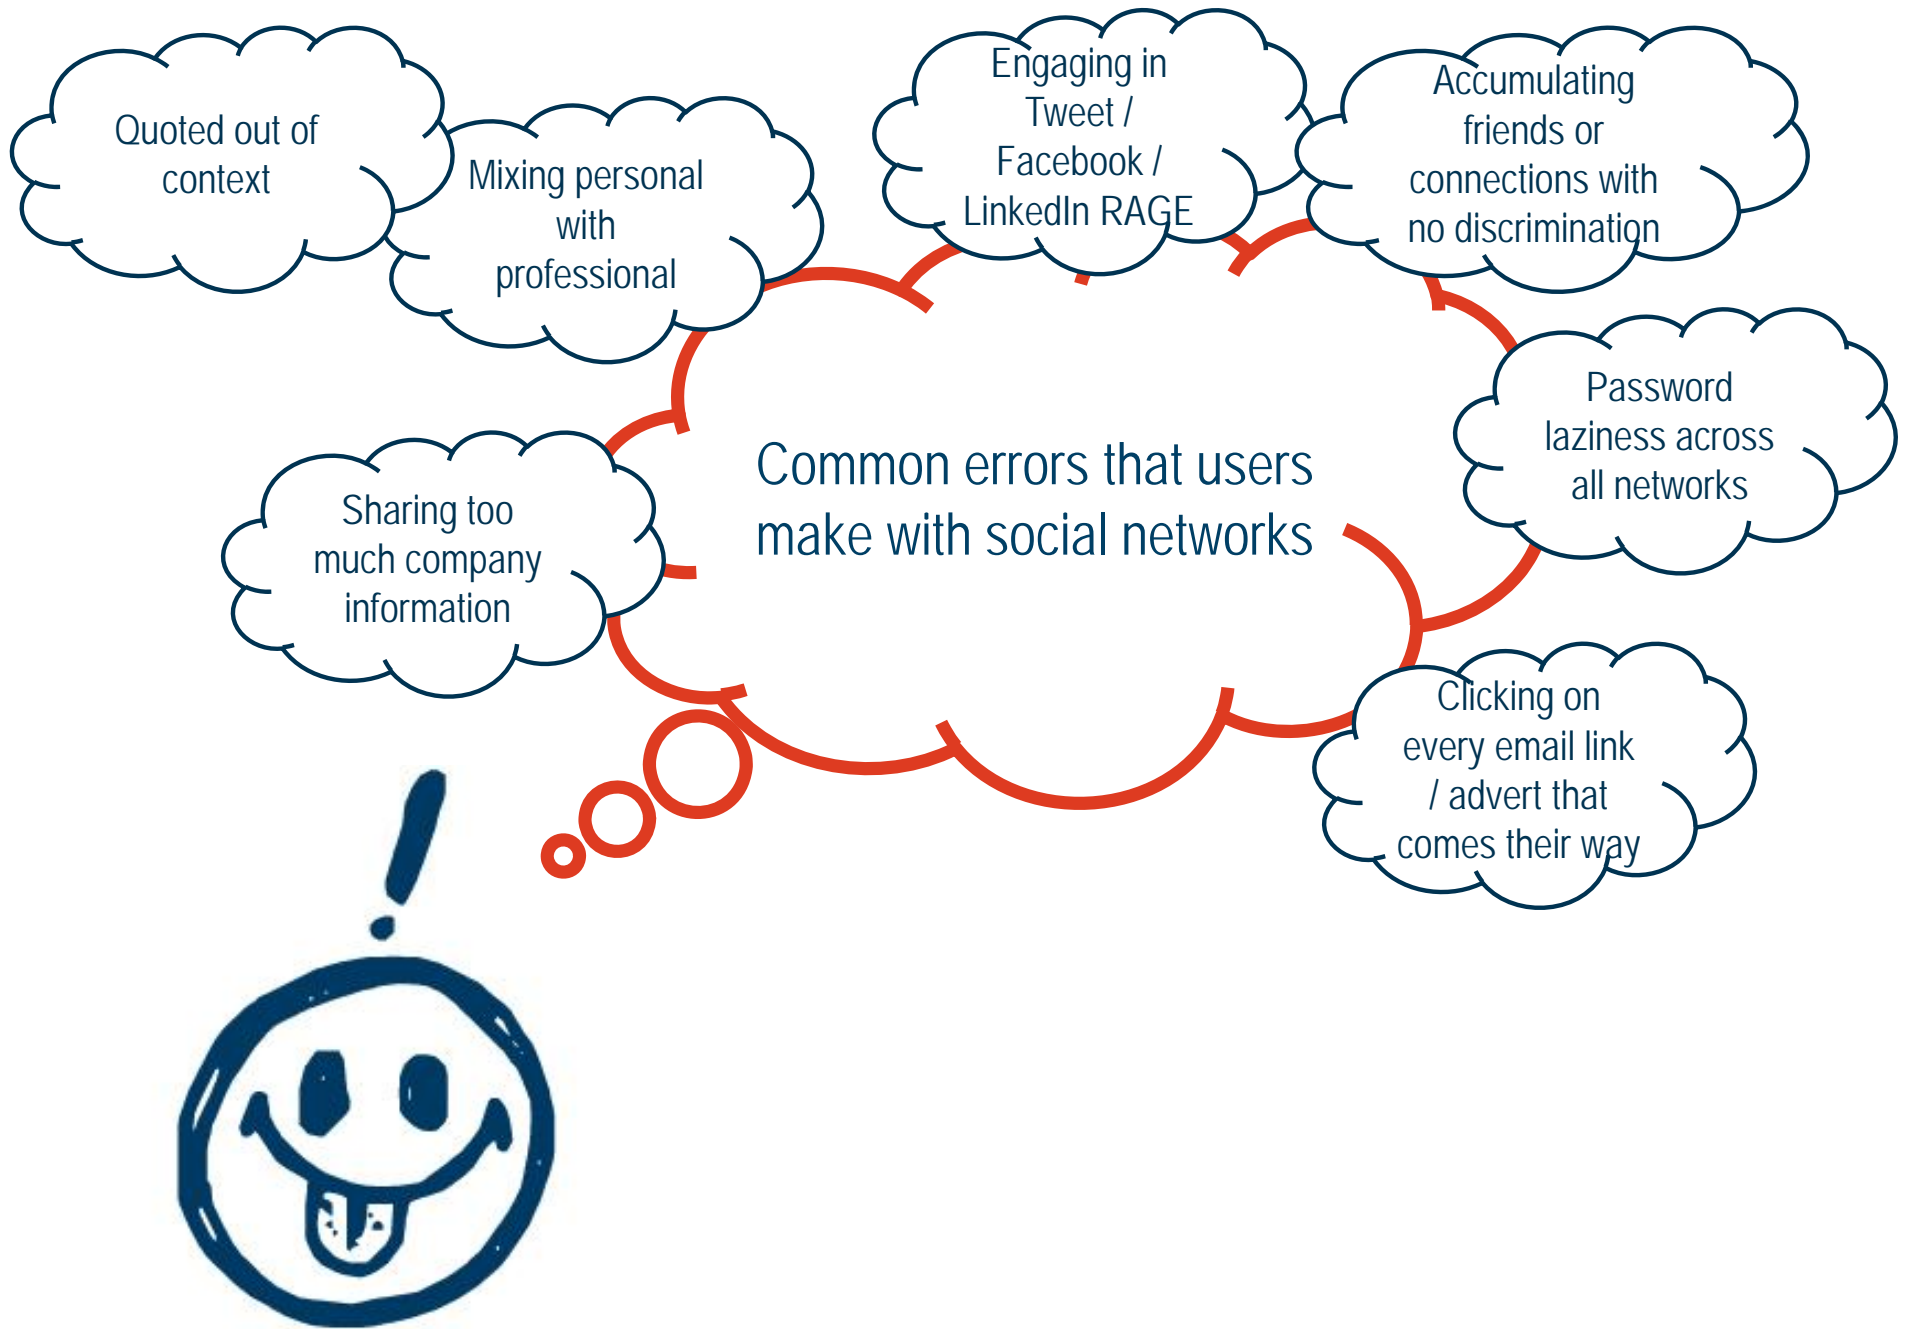 Quoted out of
context
Mixing personal
with
professional
Engaging in
Tweet /
Facebook /
LinkedIn RAGE
Accumulating
friends or
connections with
no discrimination
Password
laziness across
all networks
Common errors that users
make with social networks
Sharing too
much company
information
Clicking on
every email link
/ advert that
comes their way